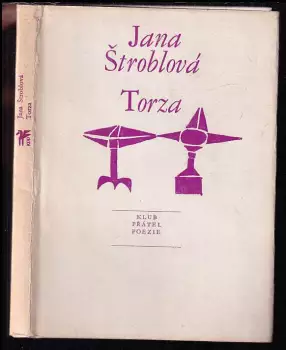 Jana
Štroblová
Torza
KLUB
PŘÁTEL
POEZIE
Jana Štroblová
Torza